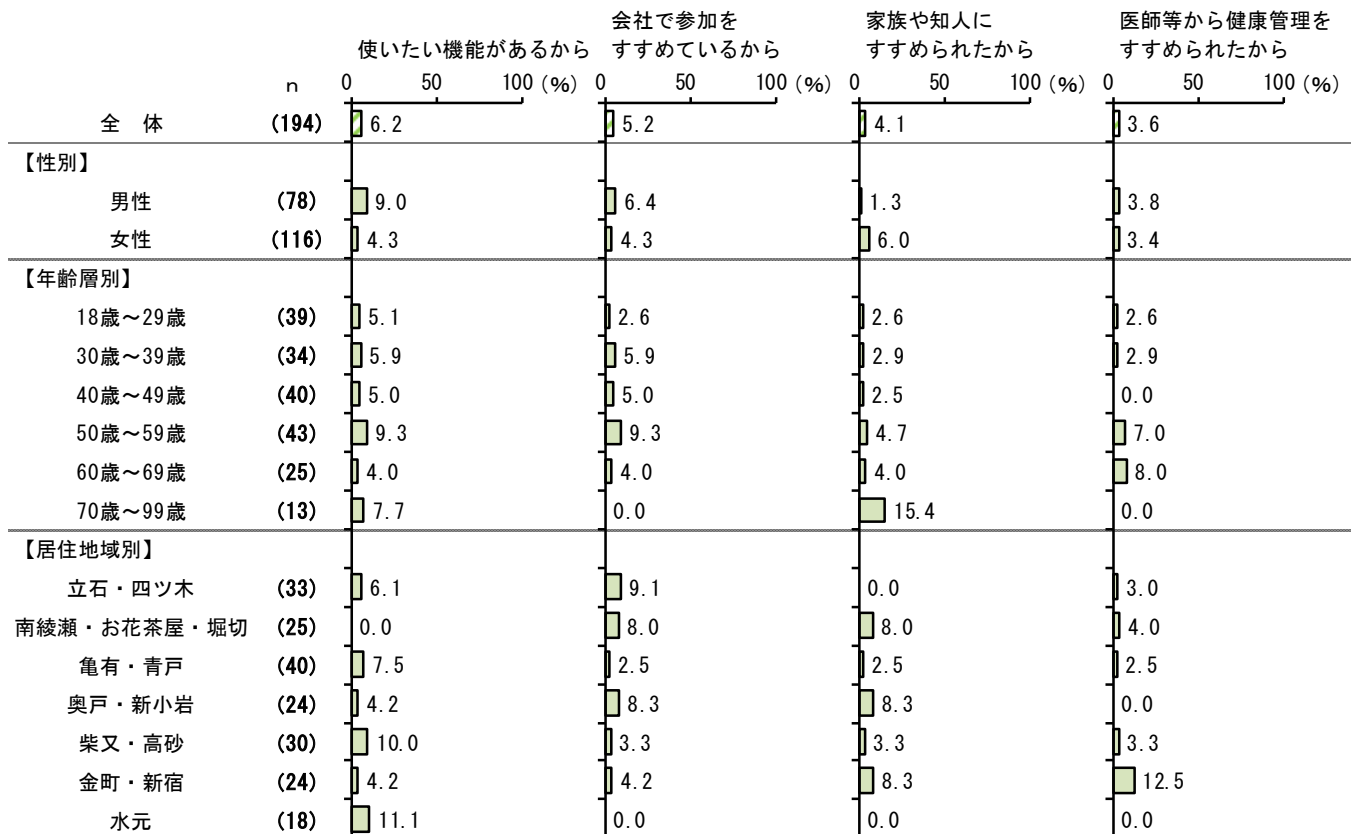 使いたい機能があるから
会社で参加を
すすめているから
家族や知人に
すすめられたから
医師等から健康管理を
すすめられたから
n 0 50 100 (%) 0 50 100 (%) 0 50 100 (%) 0 50 100 (%)
全 体 (194) 6.2 5.2 4.1 3.6
【性別】
男性 (78) 9.0 6.4 1.3 3.8
女性 (116) 4.3 4.3 6.0 3.4
【年齢層別】
18歳～29歳 (39) 5.1 2.6 2.6 2.6
30歳～39歳 (34) 5.9 5.9 2.9 2.9
40歳～49歳 (40) 5.0 5.0 2.5 0.0
50歳～59歳 (43) 9.3 9.3 4.7 7.0
60歳～69歳 (25) 4.0 4.0 4.0 8.0
70歳～99歳 (13) 7.7 0.0 15.4 0.0
【居住地域別】
立石・四ツ木 (33) 6.1 9.1 0.0 3.0
南綾瀬・お花茶屋・堀切 (25) 0.0 8.0 8.0 4.0
亀有・青戸 (40) 7.5 2.5 2.5 2.5
奥戸・新小岩 (24) 4.2 8.3 8.3 0.0
柴又・高砂 (30) 10.0 3.3 3.3 3.3
金町・新宿 (24) 4.2 4.2 8.3 12.5
水元 (18) 11.1 0.0 0.0 0.0